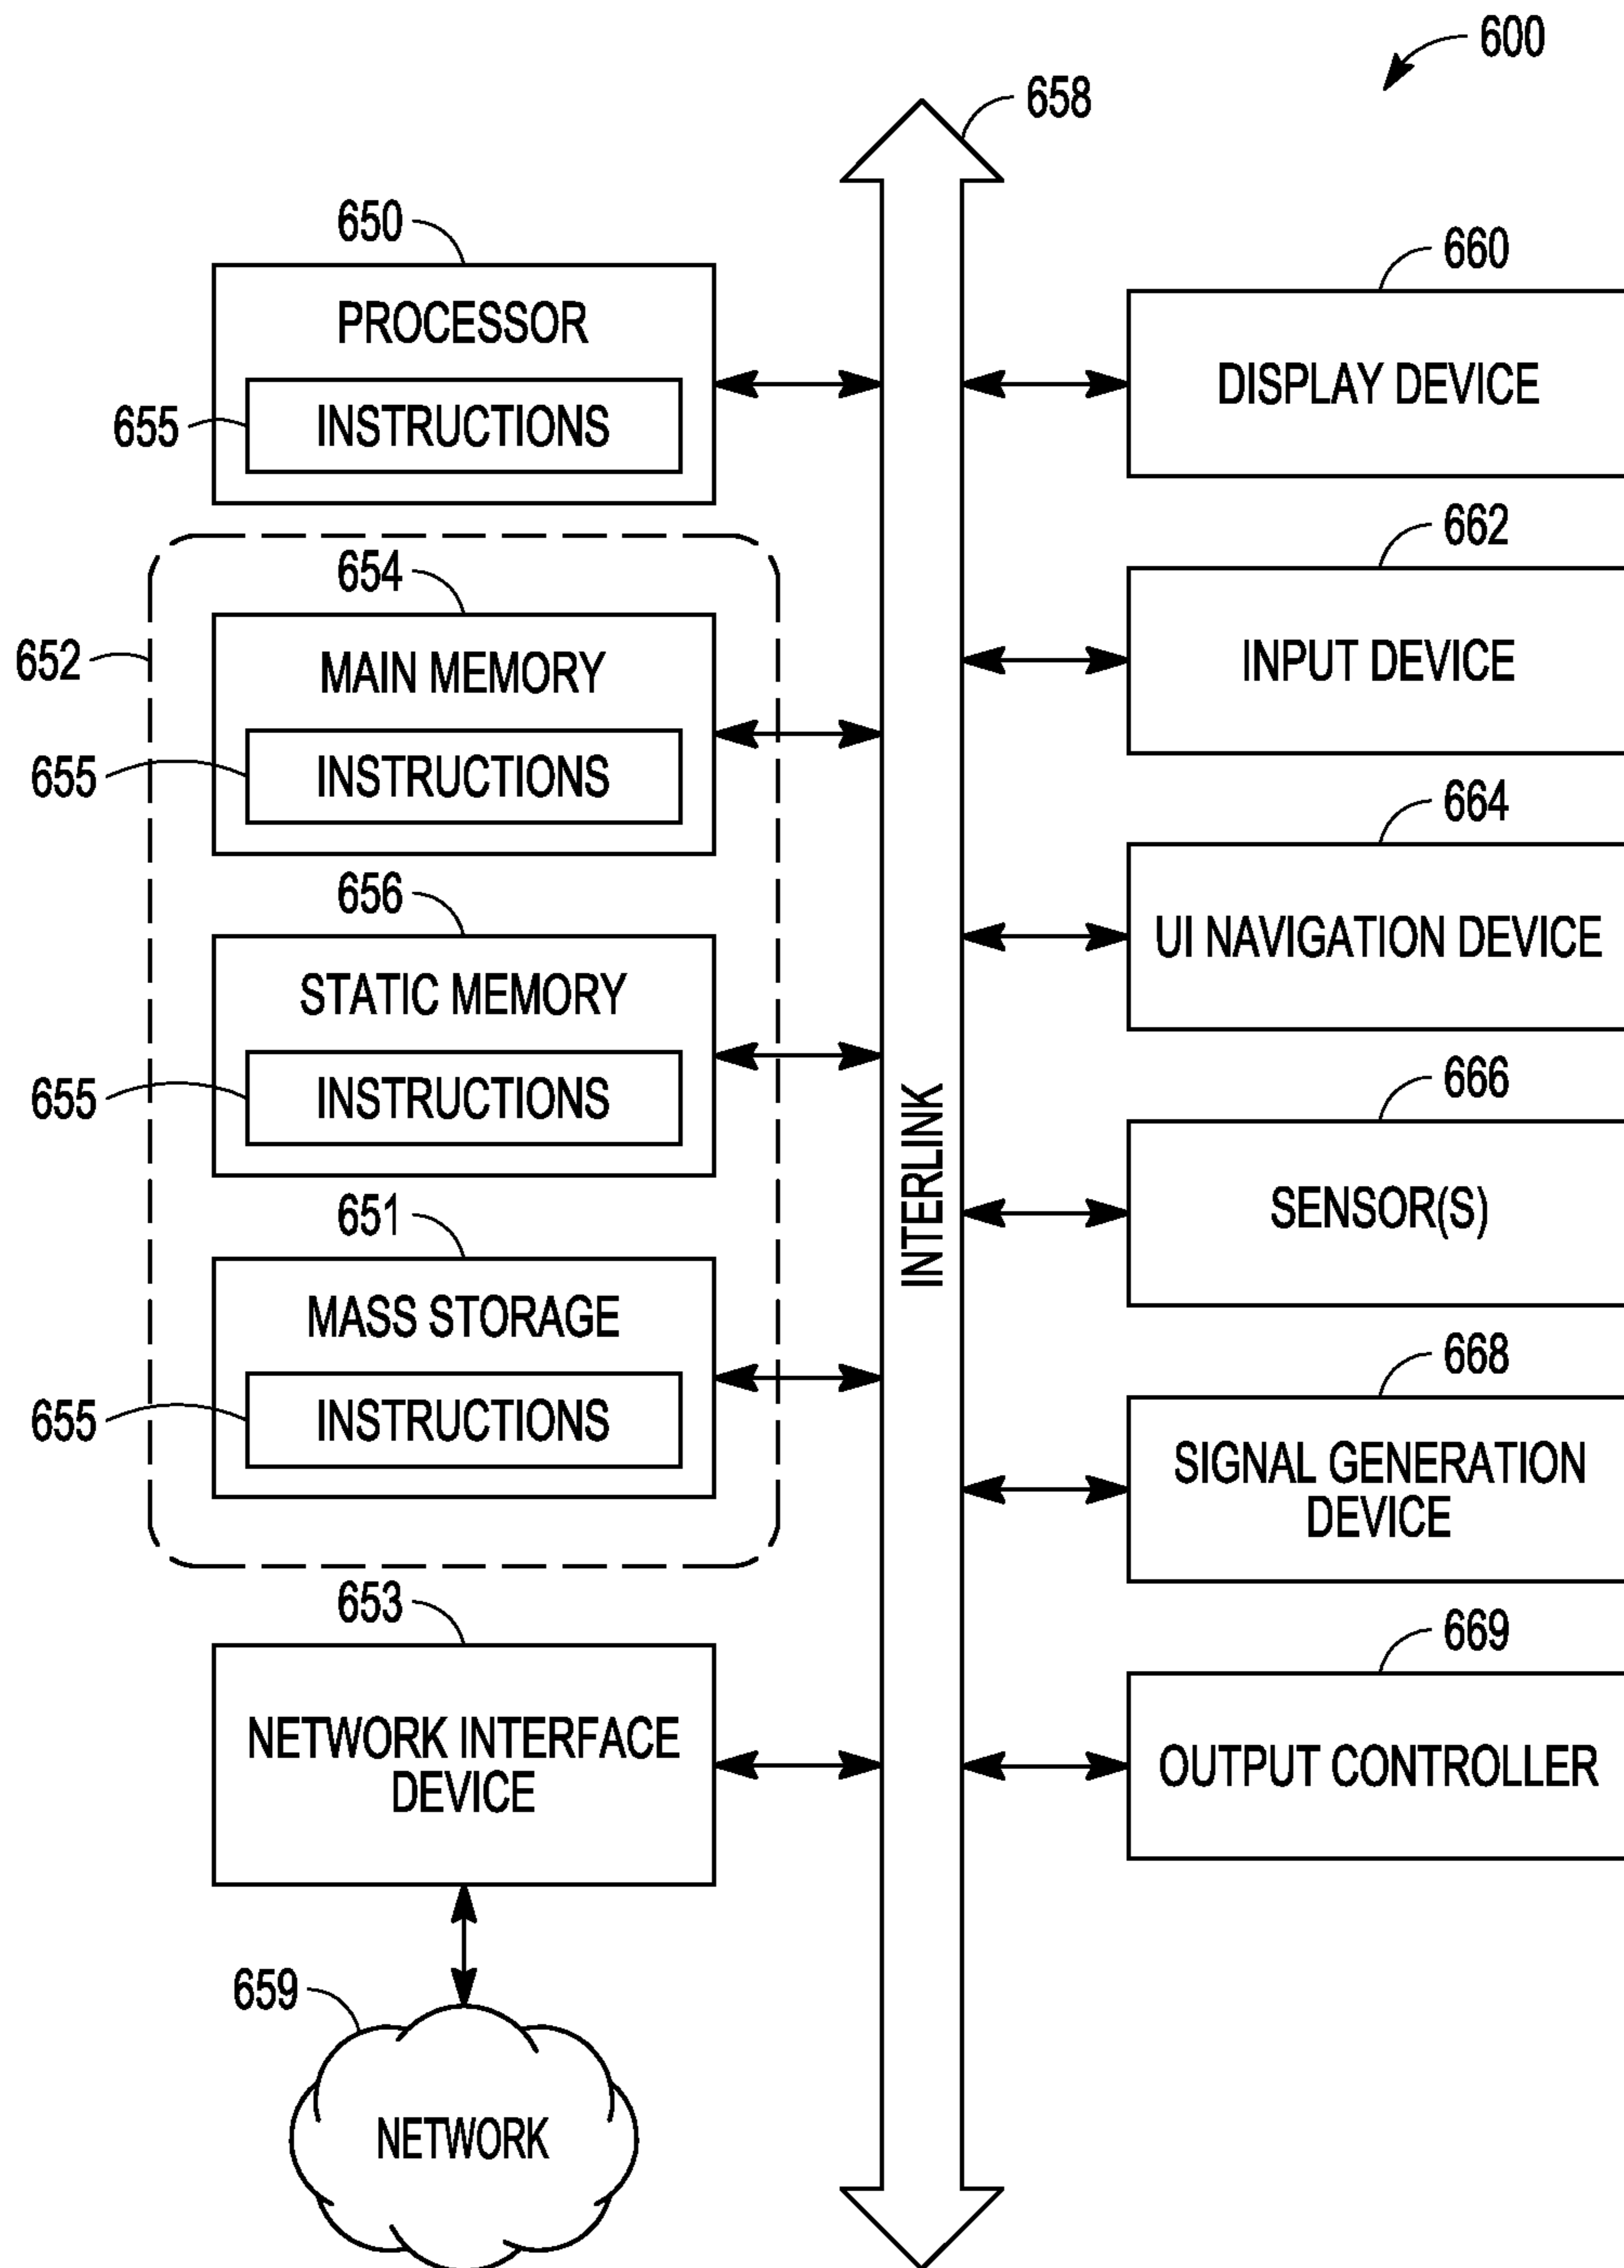 600
658
650
PROCESSOR
655
INSTRUCTIONS
652
654
MAIN MEMORY
655
INSTRUCTIONS
656
STATIC MEMORY
655
INSTRUCTIONS
651
MASS STORAGE
655
INSTRUCTIONS
653
NETWORK INTERFACE
DEVICE
659
NETWORK
INTERLINK
660
DISPLAY DEVICE
662
INPUT DEVICE
664
UI NAVIGATION DEVICE
666
SENSOR(S)
668
SIGNAL GENERATION
DEVICE
669
OUTPUT CONTROLLER